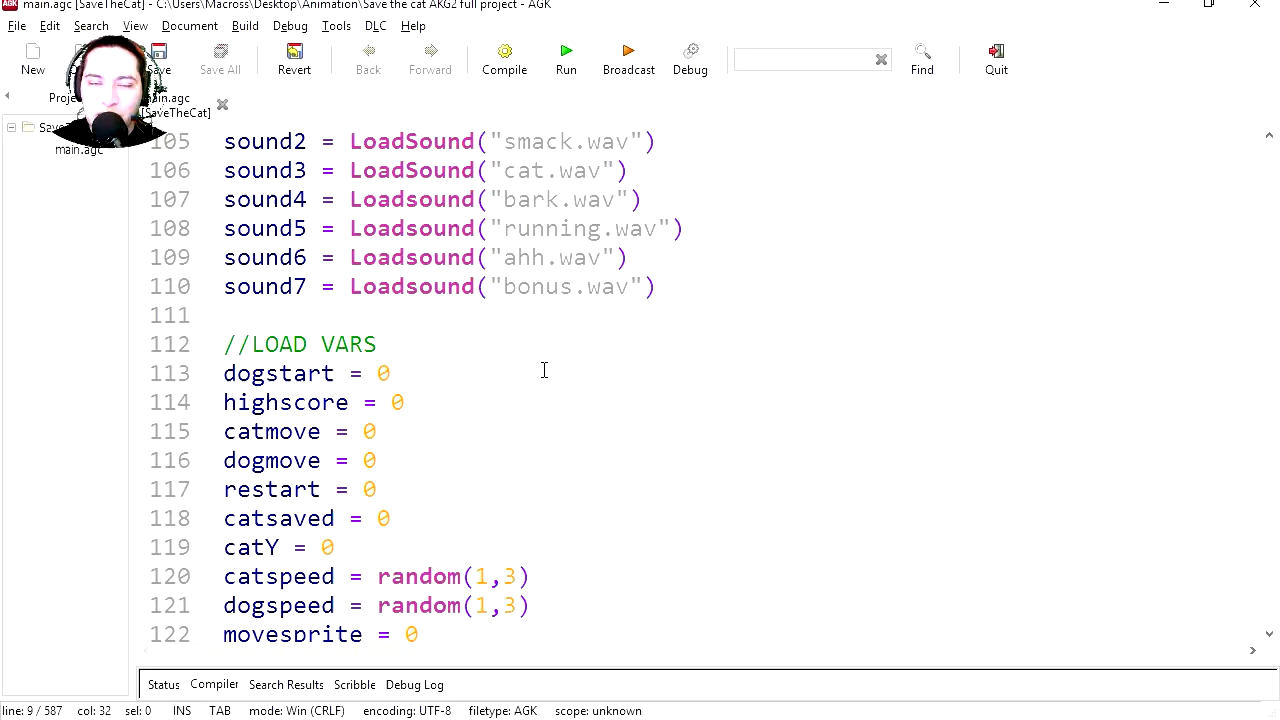 main.agc [SaveTheCat] - C:\Users\Macross\Desktop\Animation\Save the cat AKG2 full project - AGK
File Edit Search View Document Build Debug Tools DLC Help
New Save Save All Revert Back Forward Compile Run Broadcast Debug Find Quit
main.agc
[SaveTheCat]
main.agc
105 sound2 = LoadSound("smack.wav")
106 sound3 = LoadSound("cat.wav")
107 sound4 = Loadsound("bark.wav")
108 sound5 = Loadsound("running.wav")
109 sound6 = Loadsound("ahh.wav")
110 sound7 = Loadsound("bonus.wav")
111
112 //LOAD VARS
113 dogstart = 0
114 highscore = 0
115 catmove = 0
116 dogmove = 0
117 restart = 0
118 catsaved = 0
119 catY = 0
120 catspeed = random(1,3)
121 dogspeed = random(1,3)
122 movesprite = 0
Status Compiler Search Results Scribble Debug Log
line: 9 / 587 col: 32 sel: 0 INS TAB mode: Win (CRLF) encoding: UTF-8 filetype: AGK scope: unknown